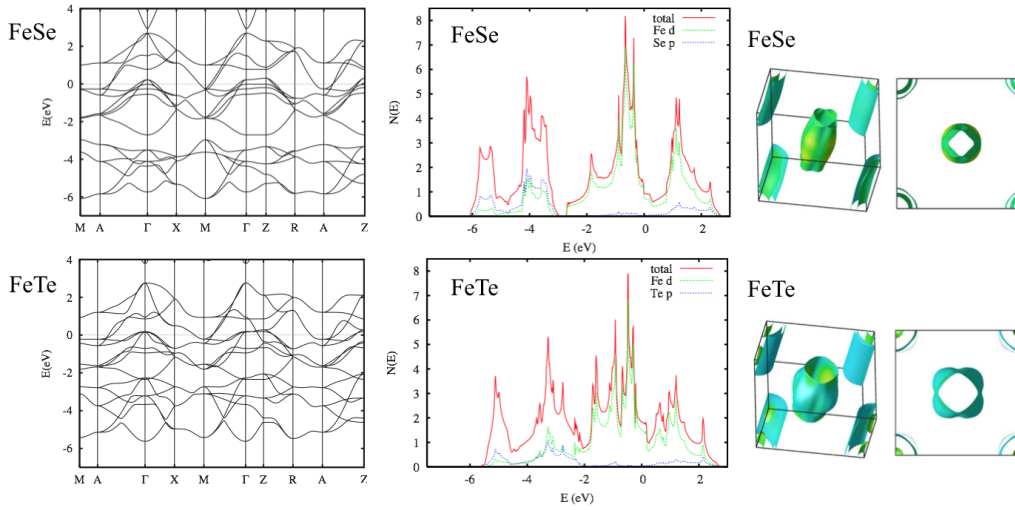 FeSe
E(eV)
4
2
0
-2
-4
-6
M A Γ X M Γ Z R A Z
FeSe
N(E)
8
7
6
5
4
3
2
1
0
total
Fe d
Se p
-6 -4 -2 0 2
E (eV)
FeSe
FeTe
E(eV)
4
2
0
-2
-4
-6
M A Γ X M Γ Z R A Z
FeTe
N(E)
8
7
6
5
4
3
2
1
0
total
Fe d
Te p
-6 -4 -2 0 2
E (eV)
FeTe